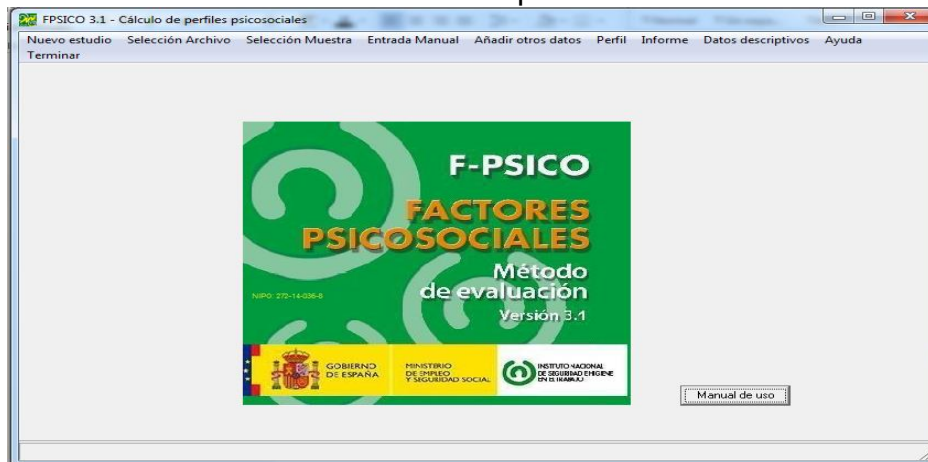 FPSICO 3.1 - Cálculo de perfiles psicosociales
Nuevo estudio Selección Archivo Selección Muestra Entrada Manual Añadir otros datos Perfil Informe Datos descriptivos Ayuda
Terminar
F-PSICO
FACTORES
PSICOSOCIALES
Método
de evaluación
Versión 3.1
NIPO: 272-14-036-8
GOBIERNO
DE ESPAÑA
MINISTERIO
DE EMPLEO
Y SEGURIDAD SOCIAL
INSTITUTO NACIONAL
DE SEGURIDAD E HIGIENE
EN EL TRABAJO
Manual de uso